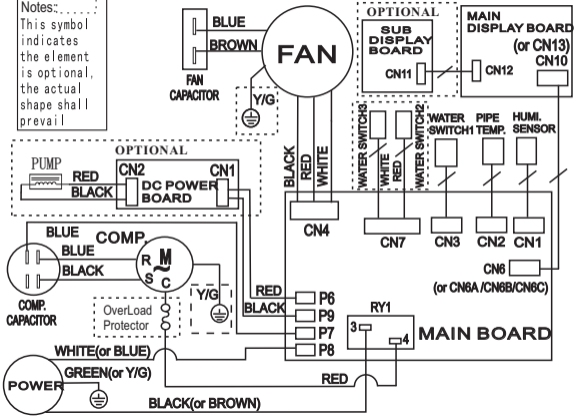 Notes:
This symbol
indicates
the element
is optional,
the actual
shape shall
prevail
BLUE
BROWN
FAN
CAPACITOR
FAN
Y/G
OPTIONAL
SUB
DISPLAY
BOARD
CN11
MAIN
DISPLAY BOARD
(or CN13)
CN10
CN12
BLACK
RED
WHITE
WATER SWITCH3
WHITE
RED
WATER SWITCH2
WATER
SWITCH1
PIPE
TEMP.
HUMI.
SENSOR
OPTIONAL
PUMP
RED
BLACK
CN2
CN1
DC POWER
BOARD
CN4
CN7
CN3
CN2
CN1
CN6
(or CN6A /CN6B/CN6C)
BLUE
BLUE
BLACK
COMP.
CAPACITOR
COMP.
R
M
~
S
C
Y/G
OverLoad
Protector
RED
BLACK
P6
P9
P7
P8
RY1
3
4
MAIN BOARD
WHITE(or BLUE)
GREEN(or Y/G)
POWER
RED
BLACK(or BROWN)